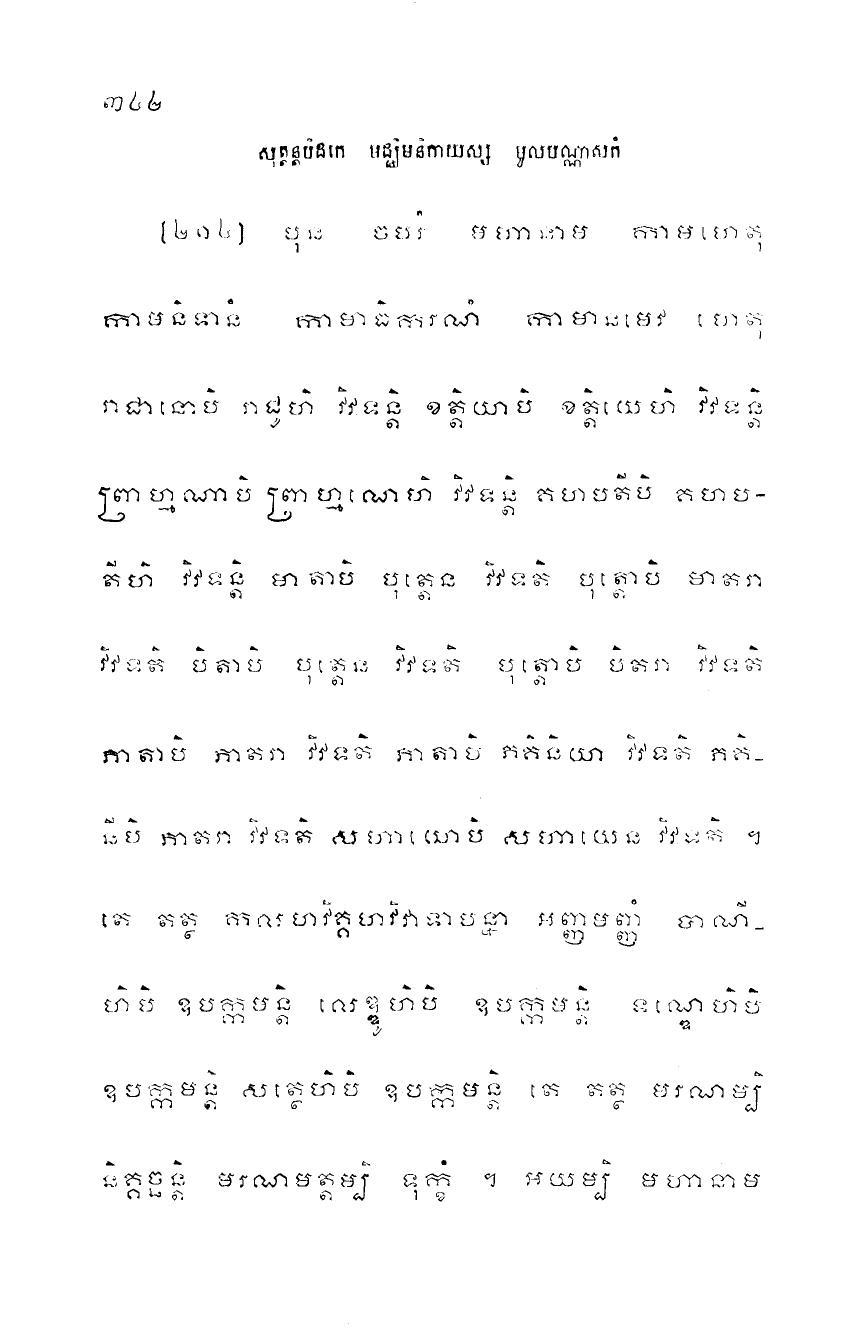 ៣៤២
សុត្តន្តបិដកេ មជ្ឈិមនិកាយស្ស មូលបណ្ណាសកំ
[២១៤] បុន ចបរំ មហានាម កាមហេតុ
កាមនិទានំ កាមាធិករណំ កាមានមេវ ហេតុ
រាជានោបិ រាជូហិ វិវទន្តិ ខត្តិយាបិ ខត្តិយេហិ វិវទន្តិ
ព្រាហ្មណាបិ ព្រាហ្មណេហិ វិវទន្តិ គហបតីបិ គហប-
តីហិ វិវទន្តិ មាតាបិ បុត្តេន វិវទតិ បុត្តោបិ មាតរា
វិវទតិ បិតាបិ បុត្តេន វិវទតិ បុត្តោបិ បិតរា វិវទតិ
ភាតាបិ ភាតរា វិវទតិ ភាតាបិ ភគិនិយា វិវទតិ ភគិ-
នីបិ ភាតរា វិវទតិ សហាយោបិ សហាយេន វិវទតិ ។
តេ តត្ថ កលហវិគ្គហវិវាទាបន្នា អញ្ញមញ្ញំ បាណី-
ហិបិ ឧបក្កមន្តិ លេឌ្ឌូហិបិ ឧបក្កមន្តិ ទណ្ឌេហិបិ
ឧបក្កមន្តិ សត្ថេហិបិ ឧបក្កមន្តិ តេ តត្ថ មរណម្បិ
និគច្ឆន្តិ មរណមត្តម្បិ ទុក្ខំ ។ អយម្បិ មហានាម